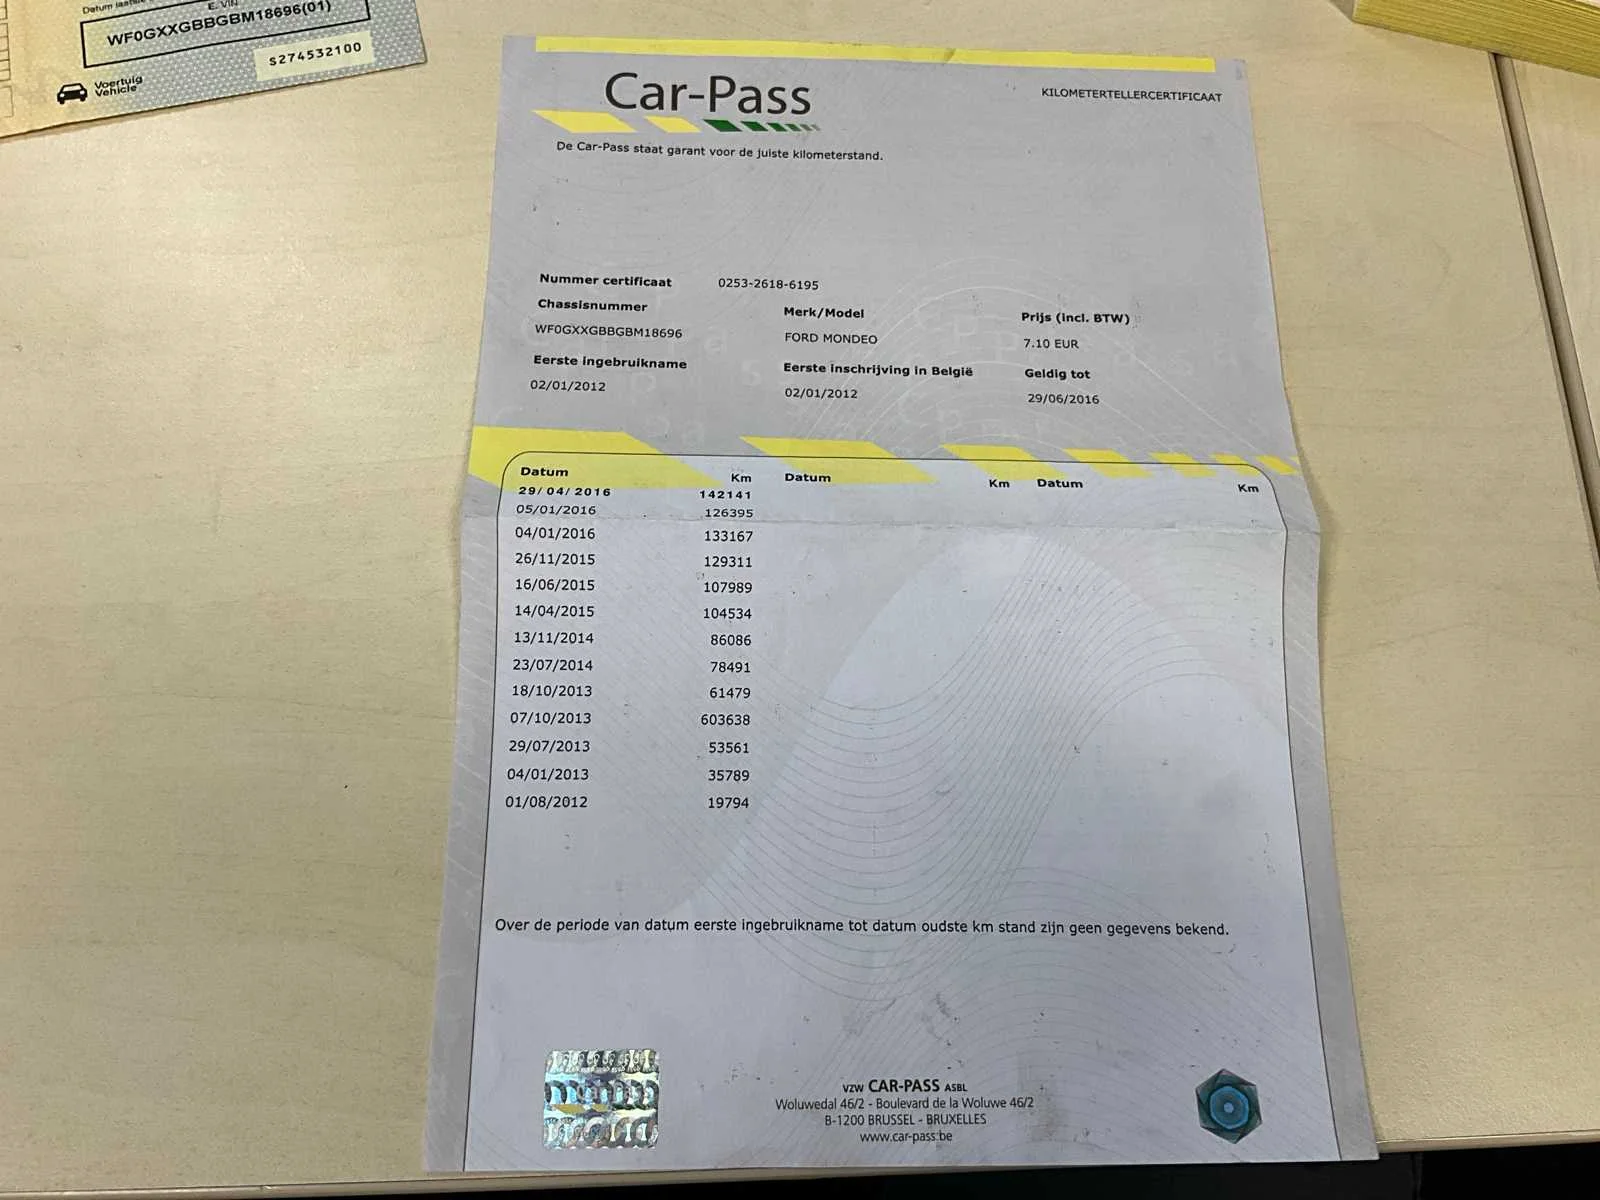 Datum
E. VIN
WF0GXXGBBGBM18696(01)
S274532100
Voertuig
Vehicle
Car-Pass
KILOMETERTELLERCERTIFICAAT
De Car-Pass staat garant voor de juiste kilometerstand.
Nummer certificaat 0253-2618-6195
Chassisnummer Merk/Model Prijs (incl. BTW)
WF0GXXGBBGBM18696 FORD MONDEO 7.10 EUR
Eerste ingebruikname Eerste inschrijving in België Geldig tot
02/01/2012 02/01/2012 29/06/2016
Datum Km Datum Km Datum Km
29/04/2016 142141
05/01/2016 126395
04/01/2016 133167
26/11/2015 129311
16/06/2015 107989
14/04/2015 104534
13/11/2014 86086
23/07/2014 78491
18/10/2013 61479
07/10/2013 603638
29/07/2013 53561
04/01/2013 35789
01/08/2012 19794
Over de periode van datum eerste ingebruikname tot datum oudste km stand zijn geen gegevens bekend.
VZW CAR-PASS ASBL
Woluwedal 46/2 - Boulevard de la Woluwe 46/2
B-1200 BRUSSEL - BRUXELLES
www.car-pass.be